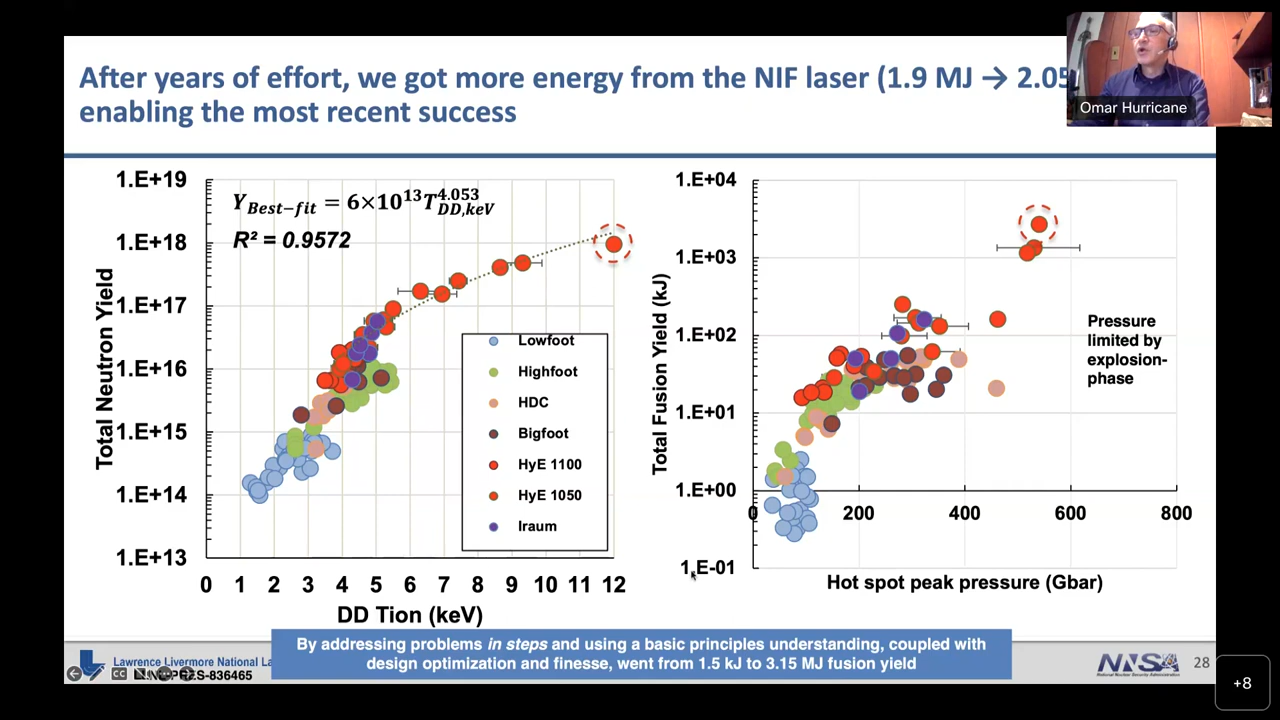 After years of effort, we got more energy from the NIF laser (1.9 MJ → 2.05
enabling the most recent success
Omar Hurricane
1.E+19
1.E+18
1.E+17
1.E+16
1.E+15
1.E+14
1.E+13
Total Neutron Yield
Y_Best−fit = 6×10^13 T_DD,keV^4.053
R² = 0.9572
Lowfoot
Highfoot
HDC
Bigfoot
HyE 1100
HyE 1050
Iraum
0 1 2 3 4 5 6 7 8 9 10 11 12
DD Tion (keV)
1.E+04
1.E+03
1.E+02
1.E+01
1.E+00
1.E-01
Total Fusion Yield (kJ)
Pressure
limited by
explosion-
phase
0 200 400 600 800
Hot spot peak pressure (Gbar)
By addressing problems in steps and using a basic principles understanding, coupled with
design optimization and finesse, went from 1.5 kJ to 3.15 MJ fusion yield
Lawrence Livermore National La
PRES-836465
NNSA
National Nuclear Security Administration
28
+8